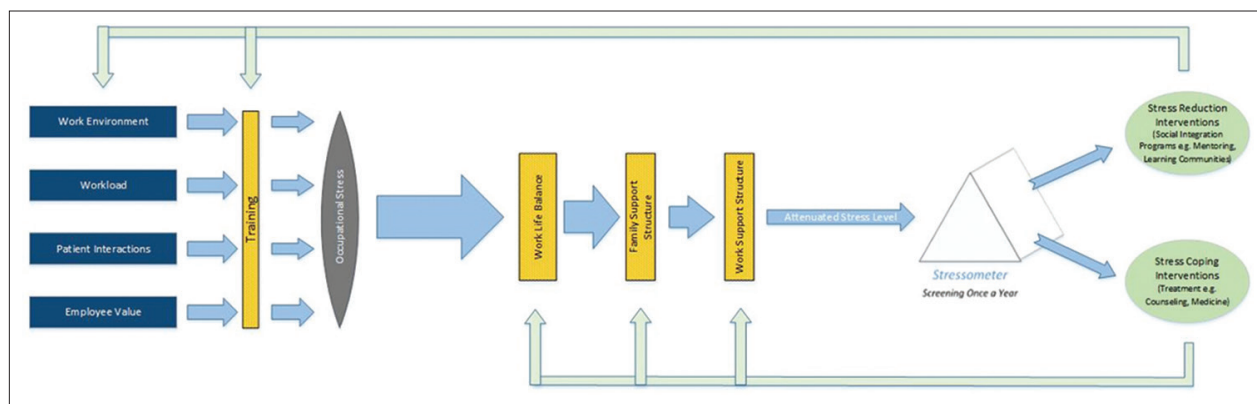 Work Environment
Workload
Patient Interactions
Employee Value
Training
Occupational Stress
Work Life Balance
Family Support
Structure
Work Support Structure
Attenuated Stress Level
Stressometer
Screening Once a Year
Stress Reduction
Interventions
(Social Integration
Programs e.g. Mentoring,
Learning Communities)
Stress Coping
Interventions
(Treatment e.g.
Counseling, Medicine)